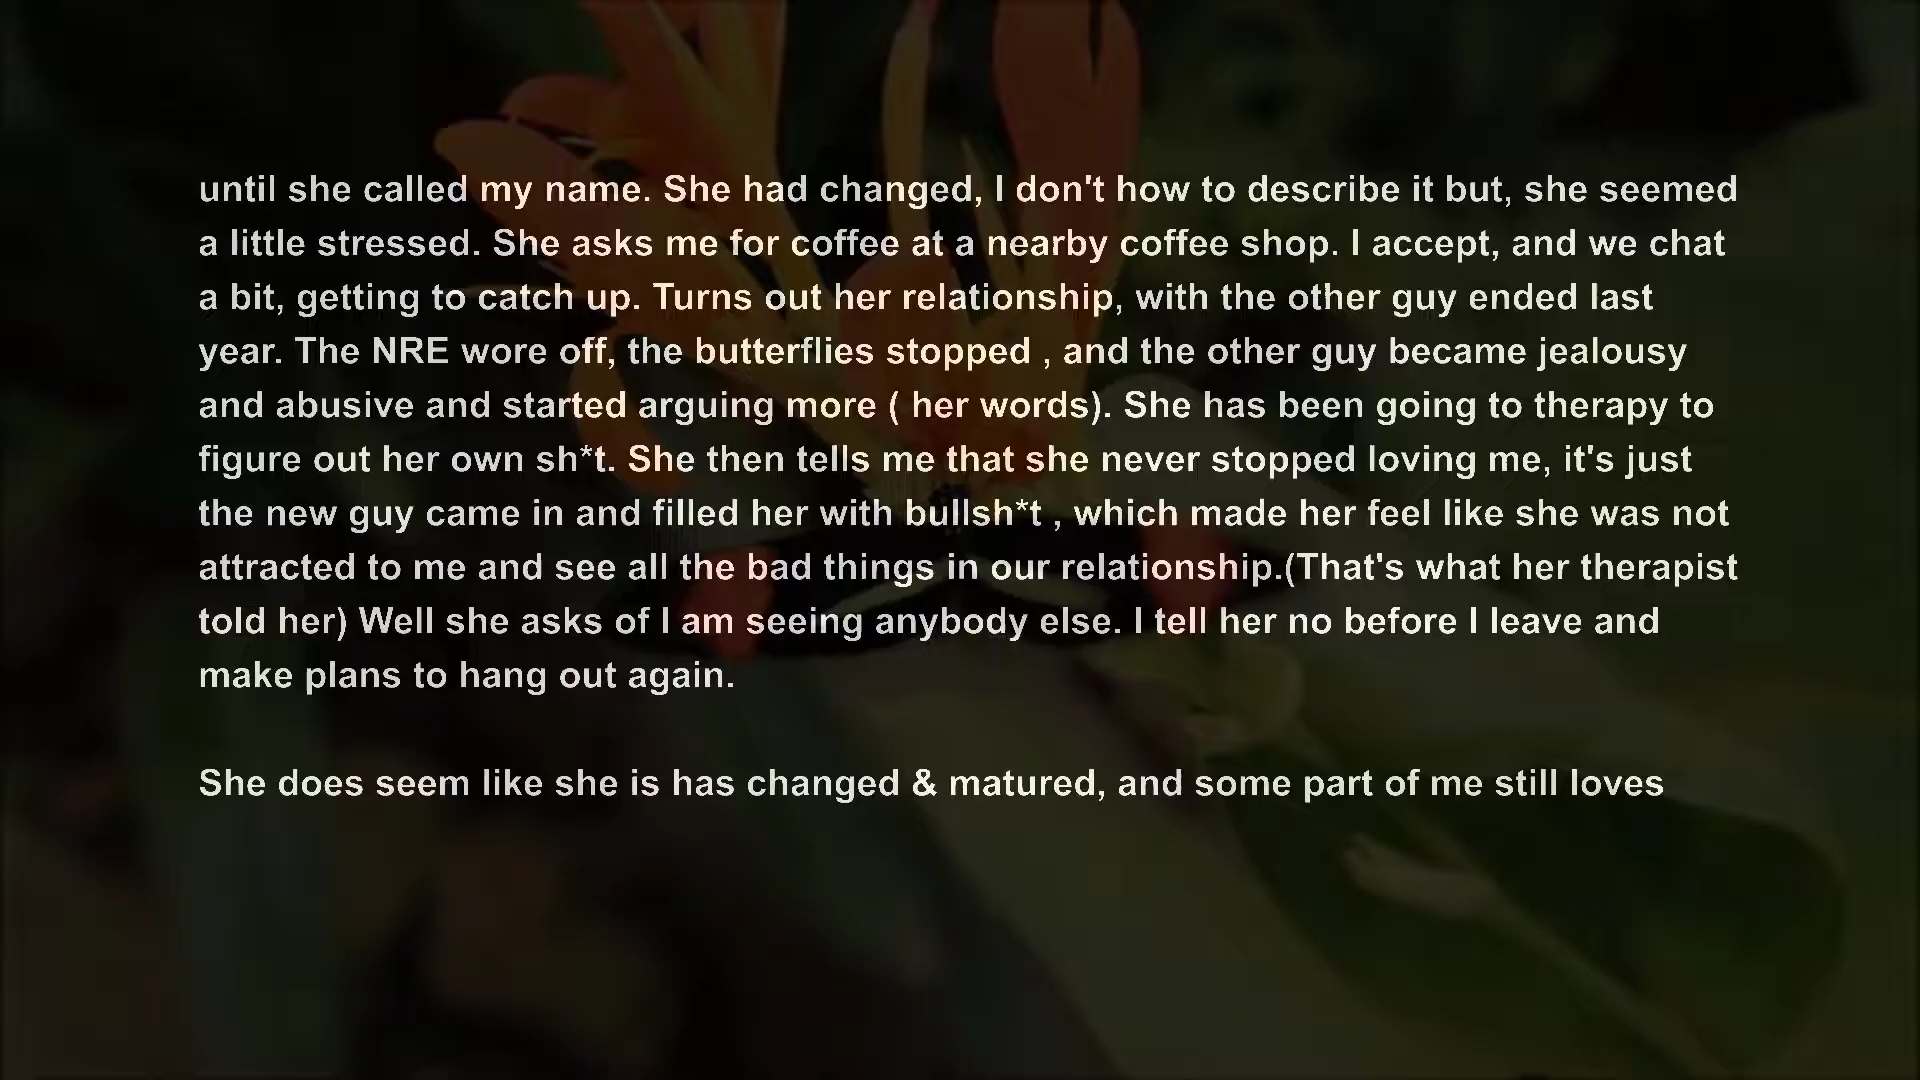 until she called my name. She had changed, I don't how to describe it but, she seemed
a little stressed. She asks me for coffee at a nearby coffee shop. I accept, and we chat
a bit, getting to catch up. Turns out her relationship, with the other guy ended last
year. The NRE wore off, the butterflies stopped , and the other guy became jealousy
and abusive and started arguing more ( her words). She has been going to therapy to
figure out her own sh*t. She then tells me that she never stopped loving me, it's just
the new guy came in and filled her with bullsh*t , which made her feel like she was not
attracted to me and see all the bad things in our relationship.(That's what her therapist
told her) Well she asks of I am seeing anybody else. I tell her no before I leave and
make plans to hang out again.
She does seem like she is has changed & matured, and some part of me still loves